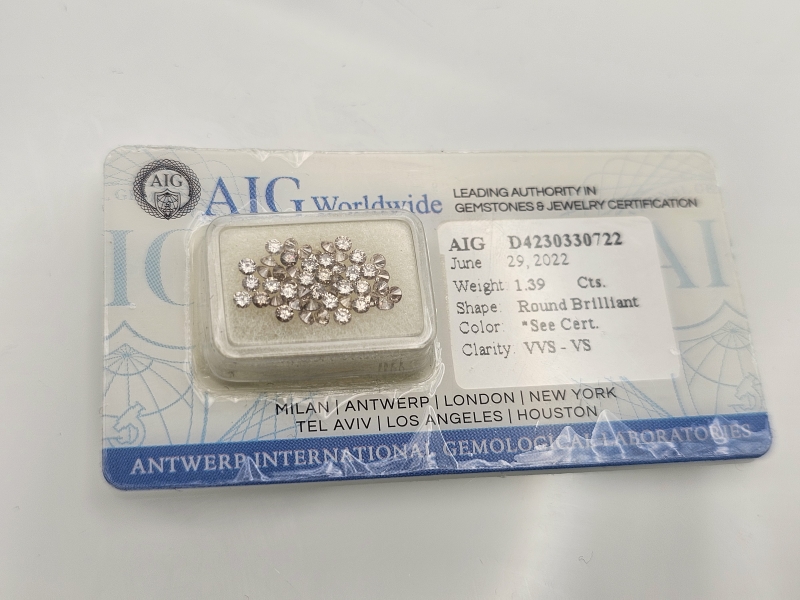 AIG
AIG Worldwide
LEADING AUTHORITY IN
GEMSTONES & JEWELRY CERTIFICATION
AIG D4230330722
June 29, 2022
Weight: 1.39 Cts.
Shape: Round Brilliant
Color: *See Cert.
Clarity: VVS - VS
MILAN | ANTWERP | LONDON | NEW YORK
TEL AVIV | LOS ANGELES | HOUSTON
ANTWERP INTERNATIONAL GEMOLOGICAL LABORATORIES